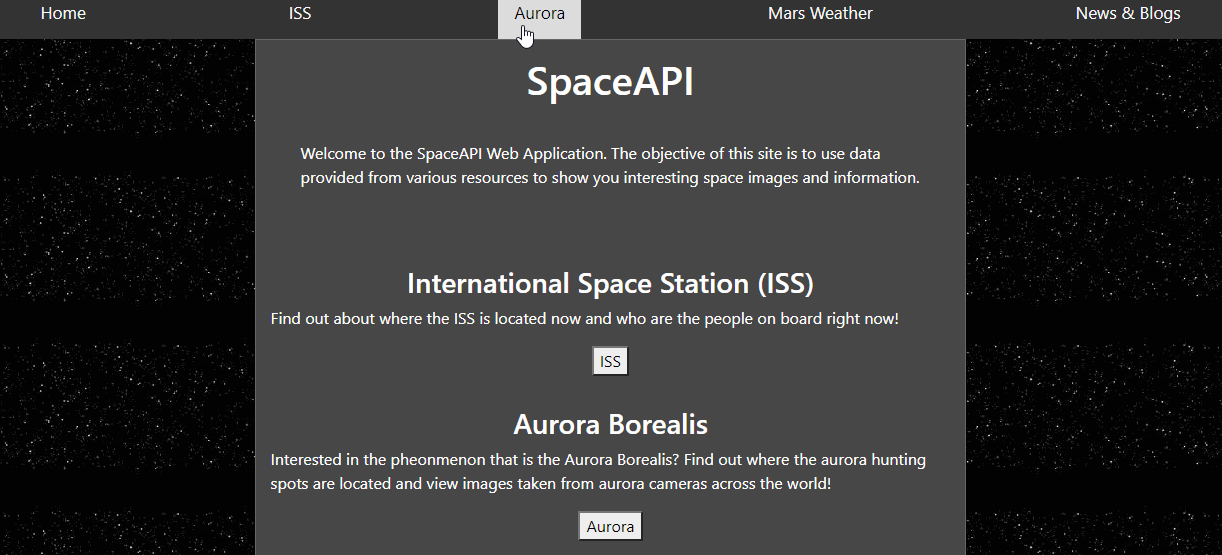 Home
ISS
Aurora
Mars Weather
News & Blogs
SpaceAPI
Welcome to the SpaceAPI Web Application. The objective of this site is to use data
provided from various resources to show you interesting space images and information.
International Space Station (ISS)
Find out about where the ISS is located now and who are the people on board right now!
ISS
Aurora Borealis
Interested in the pheonmenon that is the Aurora Borealis? Find out where the aurora hunting
spots are located and view images taken from aurora cameras across the world!
Aurora